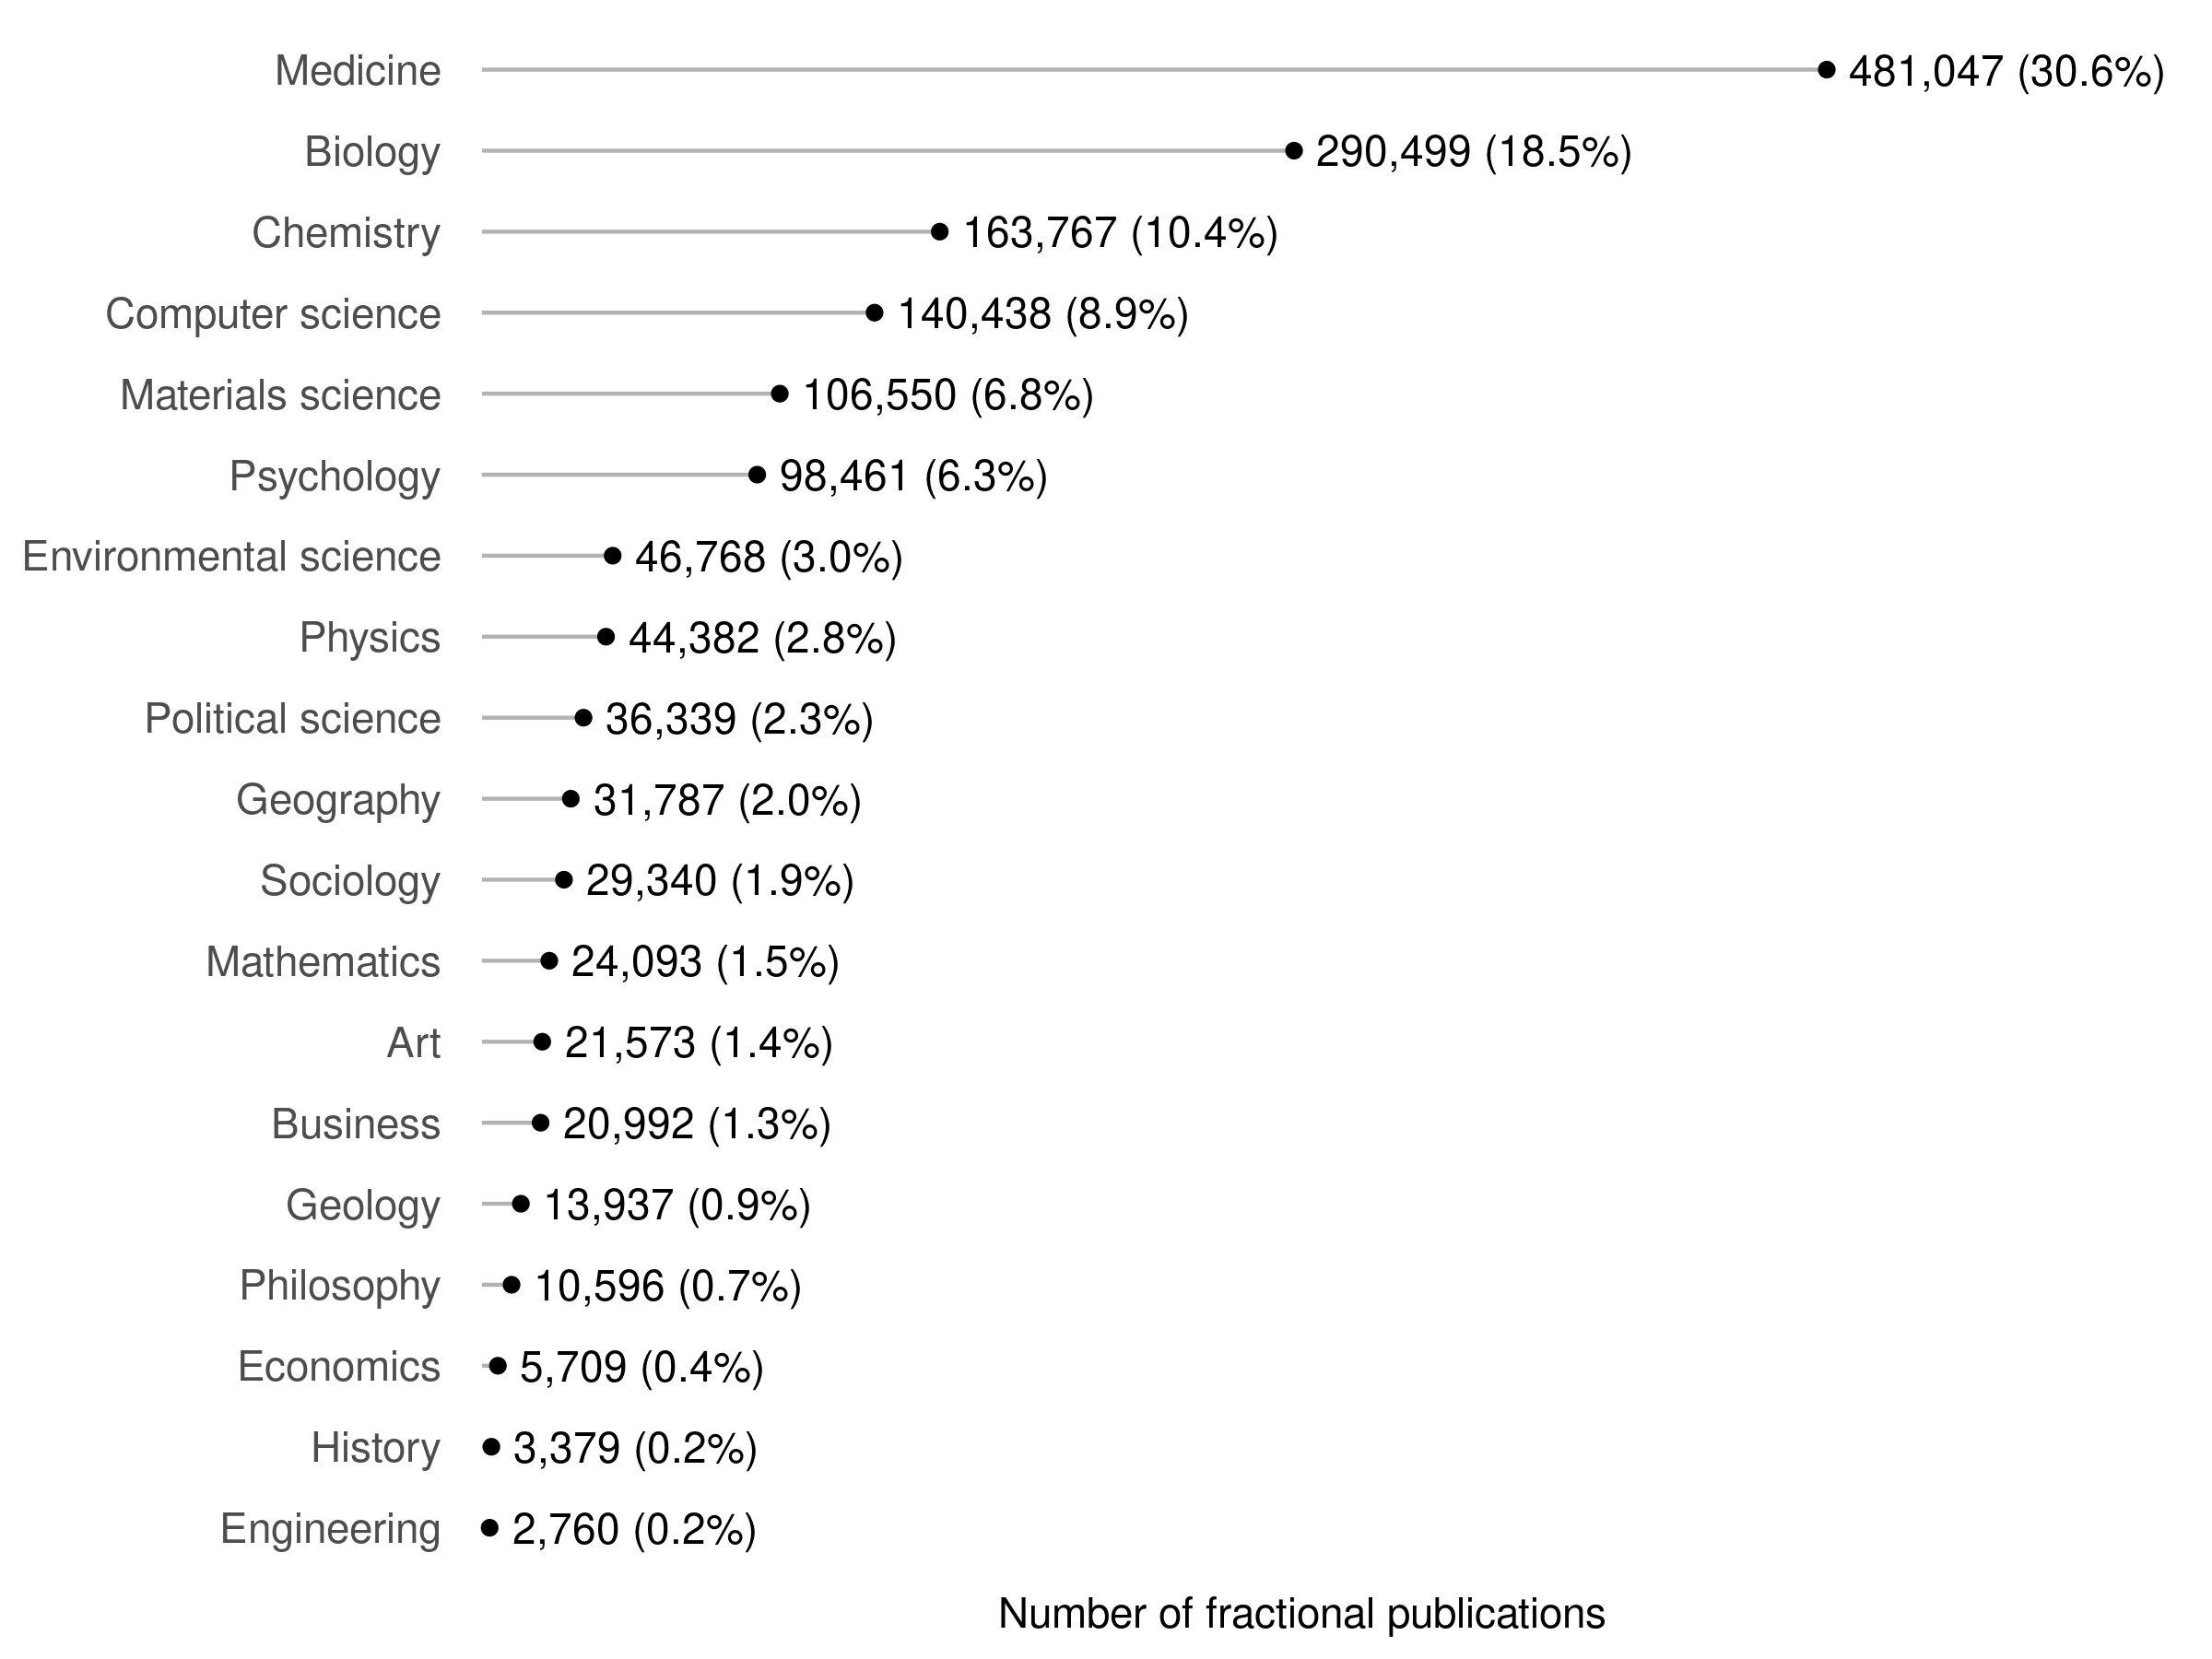 Medicine 481,047 (30.6%)
Biology 290,499 (18.5%)
Chemistry 163,767 (10.4%)
Computer science 140,438 (8.9%)
Materials science 106,550 (6.8%)
Psychology 98,461 (6.3%)
Environmental science 46,768 (3.0%)
Physics 44,382 (2.8%)
Political science 36,339 (2.3%)
Geography 31,787 (2.0%)
Sociology 29,340 (1.9%)
Mathematics 24,093 (1.5%)
Art 21,573 (1.4%)
Business 20,992 (1.3%)
Geology 13,937 (0.9%)
Philosophy 10,596 (0.7%)
Economics 5,709 (0.4%)
History 3,379 (0.2%)
Engineering 2,760 (0.2%)
Number of fractional publications